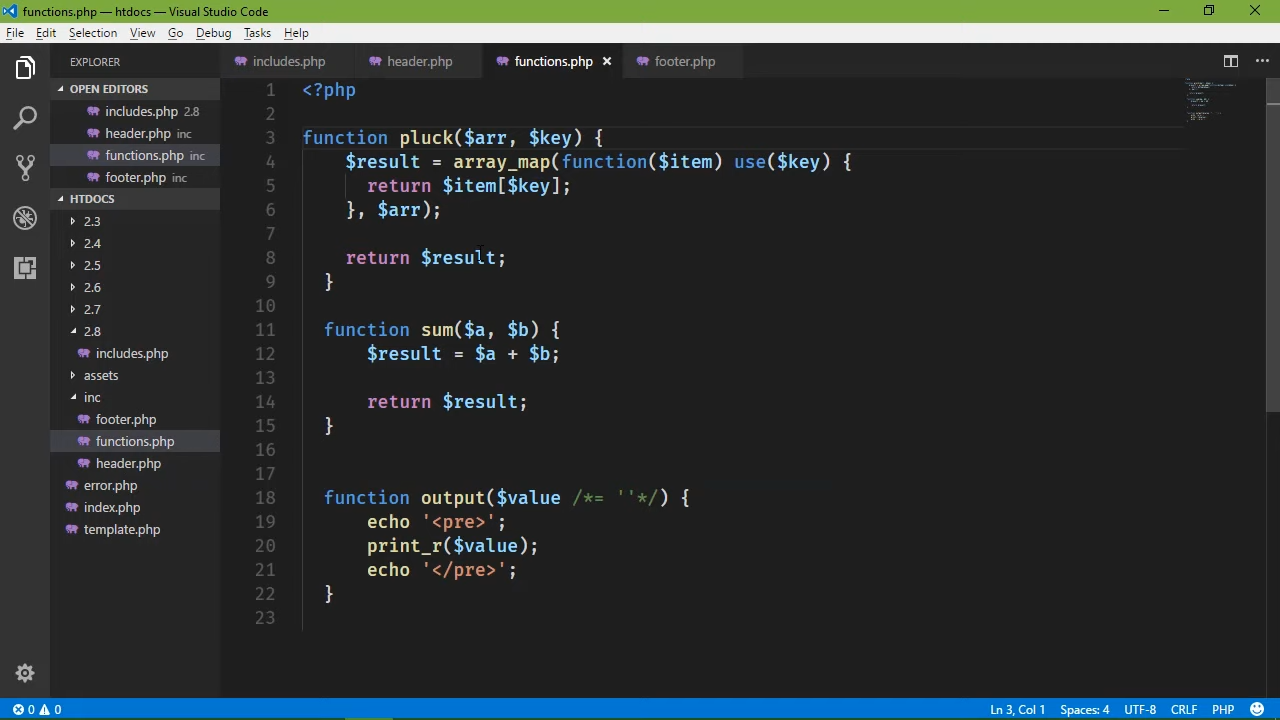 functions.php — htdocs — Visual Studio Code
File Edit Selection View Go Debug Tasks Help
EXPLORER
OPEN EDITORS
includes.php 2.8
header.php inc
functions.php inc
footer.php inc
HTDOCS
2.3
2.4
2.5
2.6
2.7
2.8
includes.php
assets
inc
footer.php
functions.php
header.php
error.php
index.php
template.php
includes.php header.php functions.php footer.php
1 <?php
2
3 function pluck($arr, $key) {
4     $result = array_map(function($item) use($key) {
5       return $item[$key];
6     }, $arr);
7
8     return $result;
9   }
10
11   function sum($a, $b) {
12       $result = $a + $b;
13
14       return $result;
15   }
16
17
18   function output($value /*= ''*/) {
19       echo '<pre>';
20       print_r($value);
21       echo '</pre>';
22   }
23
0 0 Ln 3, Col 1 Spaces: 4 UTF-8 CRLF PHP